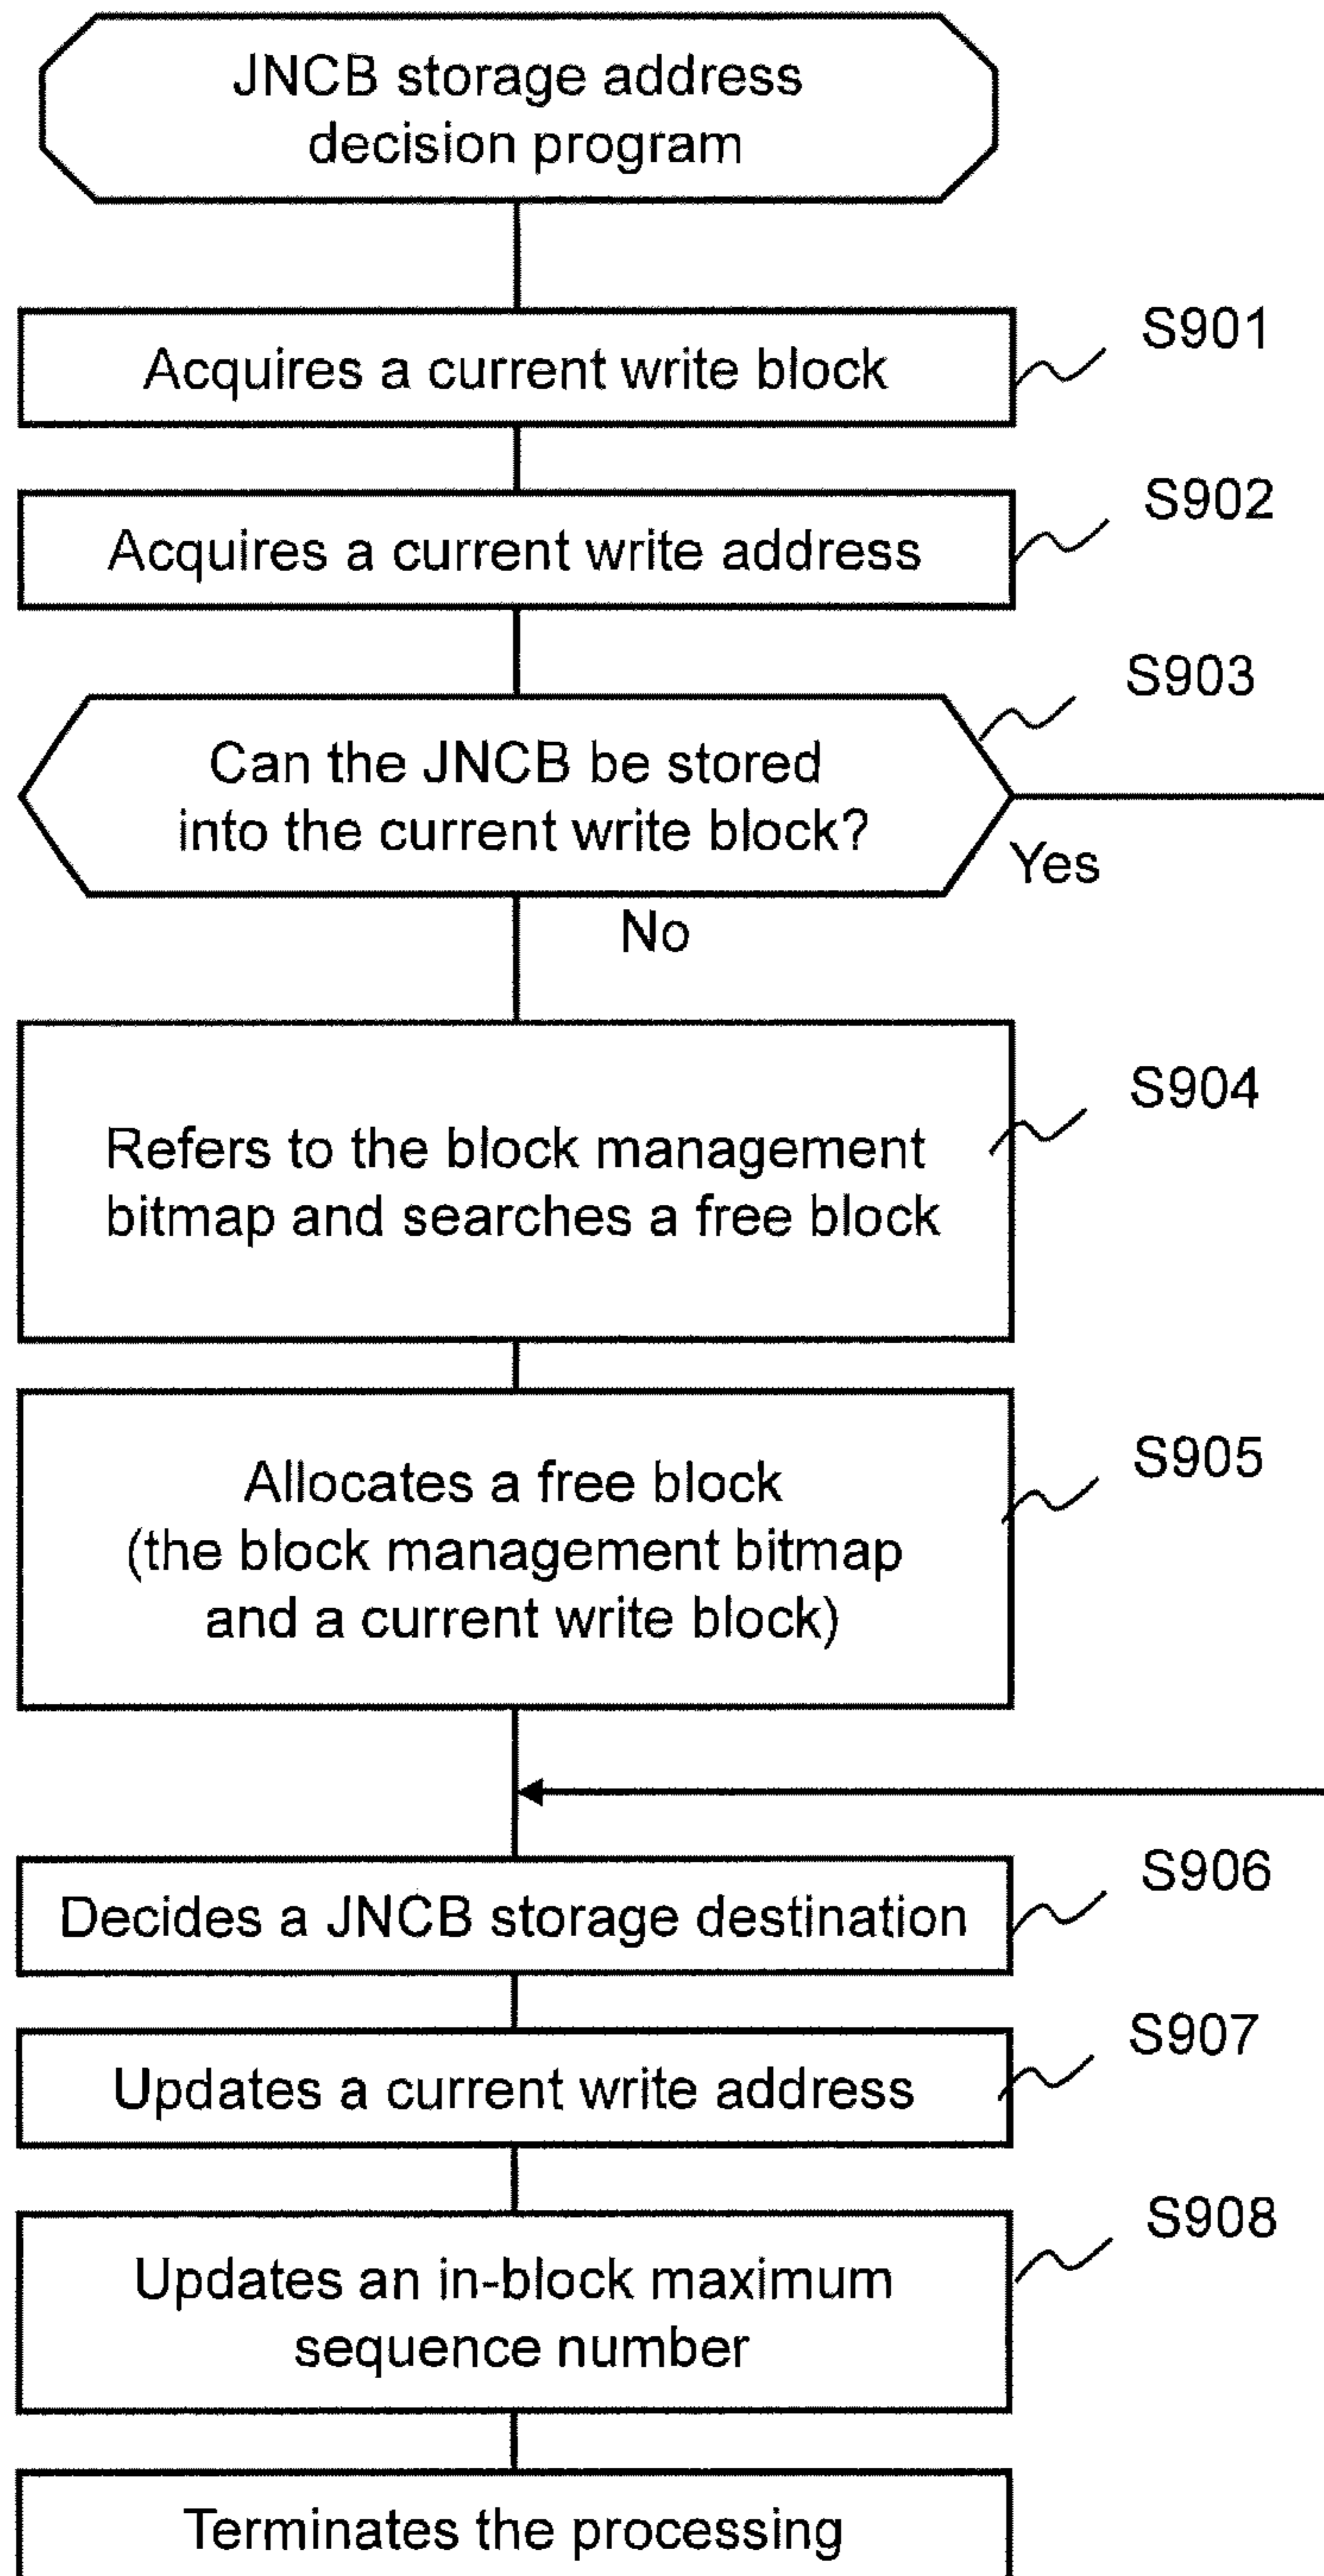 JNCB storage address
decision program
S901
Acquires a current write block
S902
Acquires a current write address
S903
Can the JNCB be stored
into the current write block?
Yes
No
S904
Refers to the block management
bitmap and searches a free block
S905
Allocates a free block
(the block management bitmap
and a current write block)
S906
Decides a JNCB storage destination
S907
Updates a current write address
S908
Updates an in-block maximum
sequence number
Terminates the processing